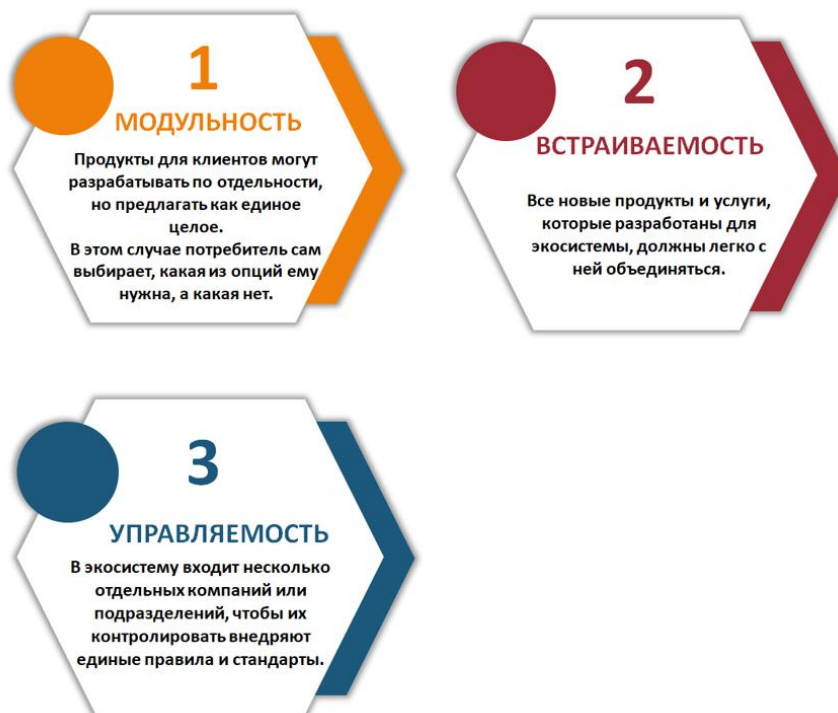 1
МОДУЛЬНОСТЬ
Продукты для клиентов могут
разрабатывать по отдельности,
но предлагать как единое
целое.
В этом случае потребитель сам
выбирает, какая из опций ему
нужна, а какая нет.
2
ВСТРАИВАЕМОСТЬ
Все новые продукты и услуги,
которые разработаны для
экосистемы, должны легко с
ней объединяться.
3
УПРАВЛЯЕМОСТЬ
В экосистему входит несколько
отдельных компаний или
подразделений, чтобы их
контролировать внедряют
единые правила и стандарты.